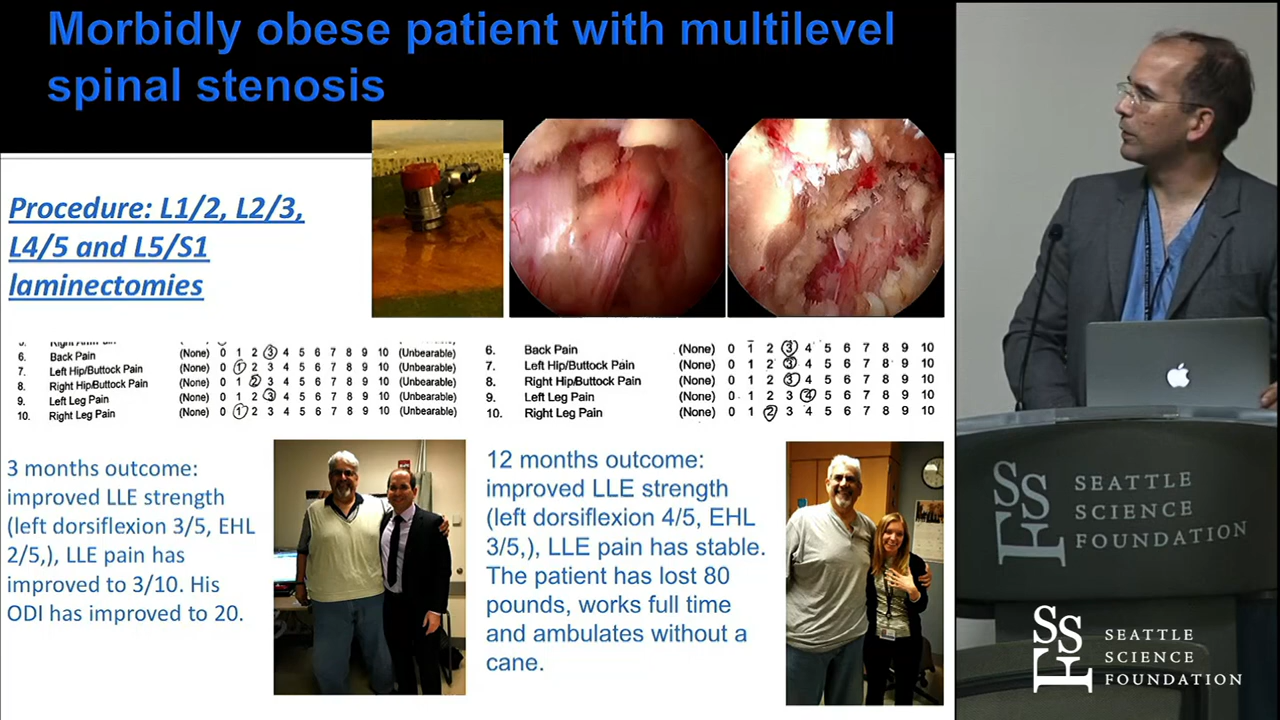 Morbidly obese patient with multilevel
spinal stenosis
Procedure: L1/2, L2/3,
L4/5 and L5/S1
laminectomies
6. Back Pain (None) 0 1 2 3 4 5 6 7 8 9 10 (Unbearable)
7. Left Hip/Buttock Pain (None) 0 1 2 3 4 5 6 7 8 9 10 (Unbearable)
8. Right Hip/Buttock Pain (None) 0 1 2 3 4 5 6 7 8 9 10 (Unbearable)
9. Left Leg Pain (None) 0 1 2 3 4 5 6 7 8 9 10 (Unbearable)
10. Right Leg Pain (None) 0 1 2 3 4 5 6 7 8 9 10 (Unbearable)
6. Back Pain (None) 0 1 2 3 4 5 6 7 8 9 10
7. Left Hip/Buttock Pain (None) 0 1 2 3 4 5 6 7 8 9 10
8. Right Hip/Buttock Pain (None) 0 1 2 3 4 5 6 7 8 9 10
9. Left Leg Pain (None) 0 1 2 3 4 5 6 7 8 9 10
10. Right Leg Pain (None) 0 1 2 3 4 5 6 7 8 9 10
3 months outcome:
improved LLE strength
(left dorsiflexion 3/5, EHL
2/5,), LLE pain has
improved to 3/10. His
ODI has improved to 20.
12 months outcome:
improved LLE strength
(left dorsiflexion 4/5, EHL
3/5,), LLE pain has stable.
The patient has lost 80
pounds, works full time
and ambulates without a
cane.
SSF
SEATTLE
SCIENCE
FOUNDATION
SSF
SEATTLE
SCIENCE
FOUNDATION